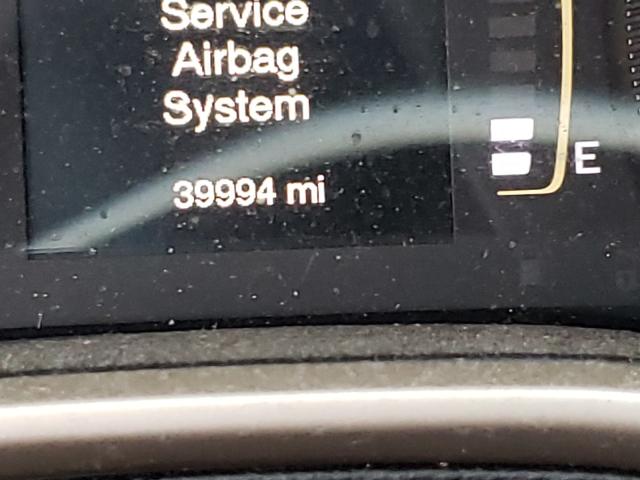 Service
Airbag
System
39994 mi
E